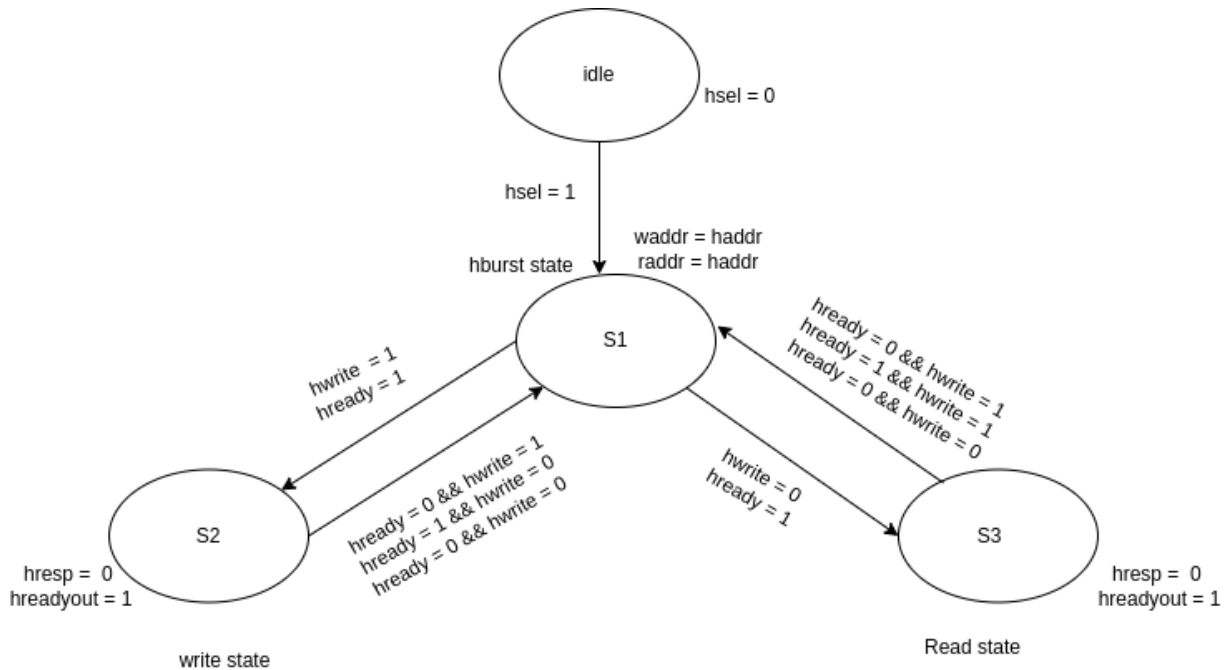 idle
hsel = 0
hsel = 1
waddr = haddr
raddr = haddr
hburst state
S1
hwrite = 1
hready = 1
hready = 0 && hwrite = 1
hready = 1 && hwrite = 1
hready = 0 && hwrite = 0
hready = 0 && hwrite = 1
hready = 1 && hwrite = 0
hready = 0 && hwrite = 0
hwrite = 0
hready = 1
S2
S3
hresp = 0
hreadyout = 1
hresp = 0
hreadyout = 1
write state
Read state